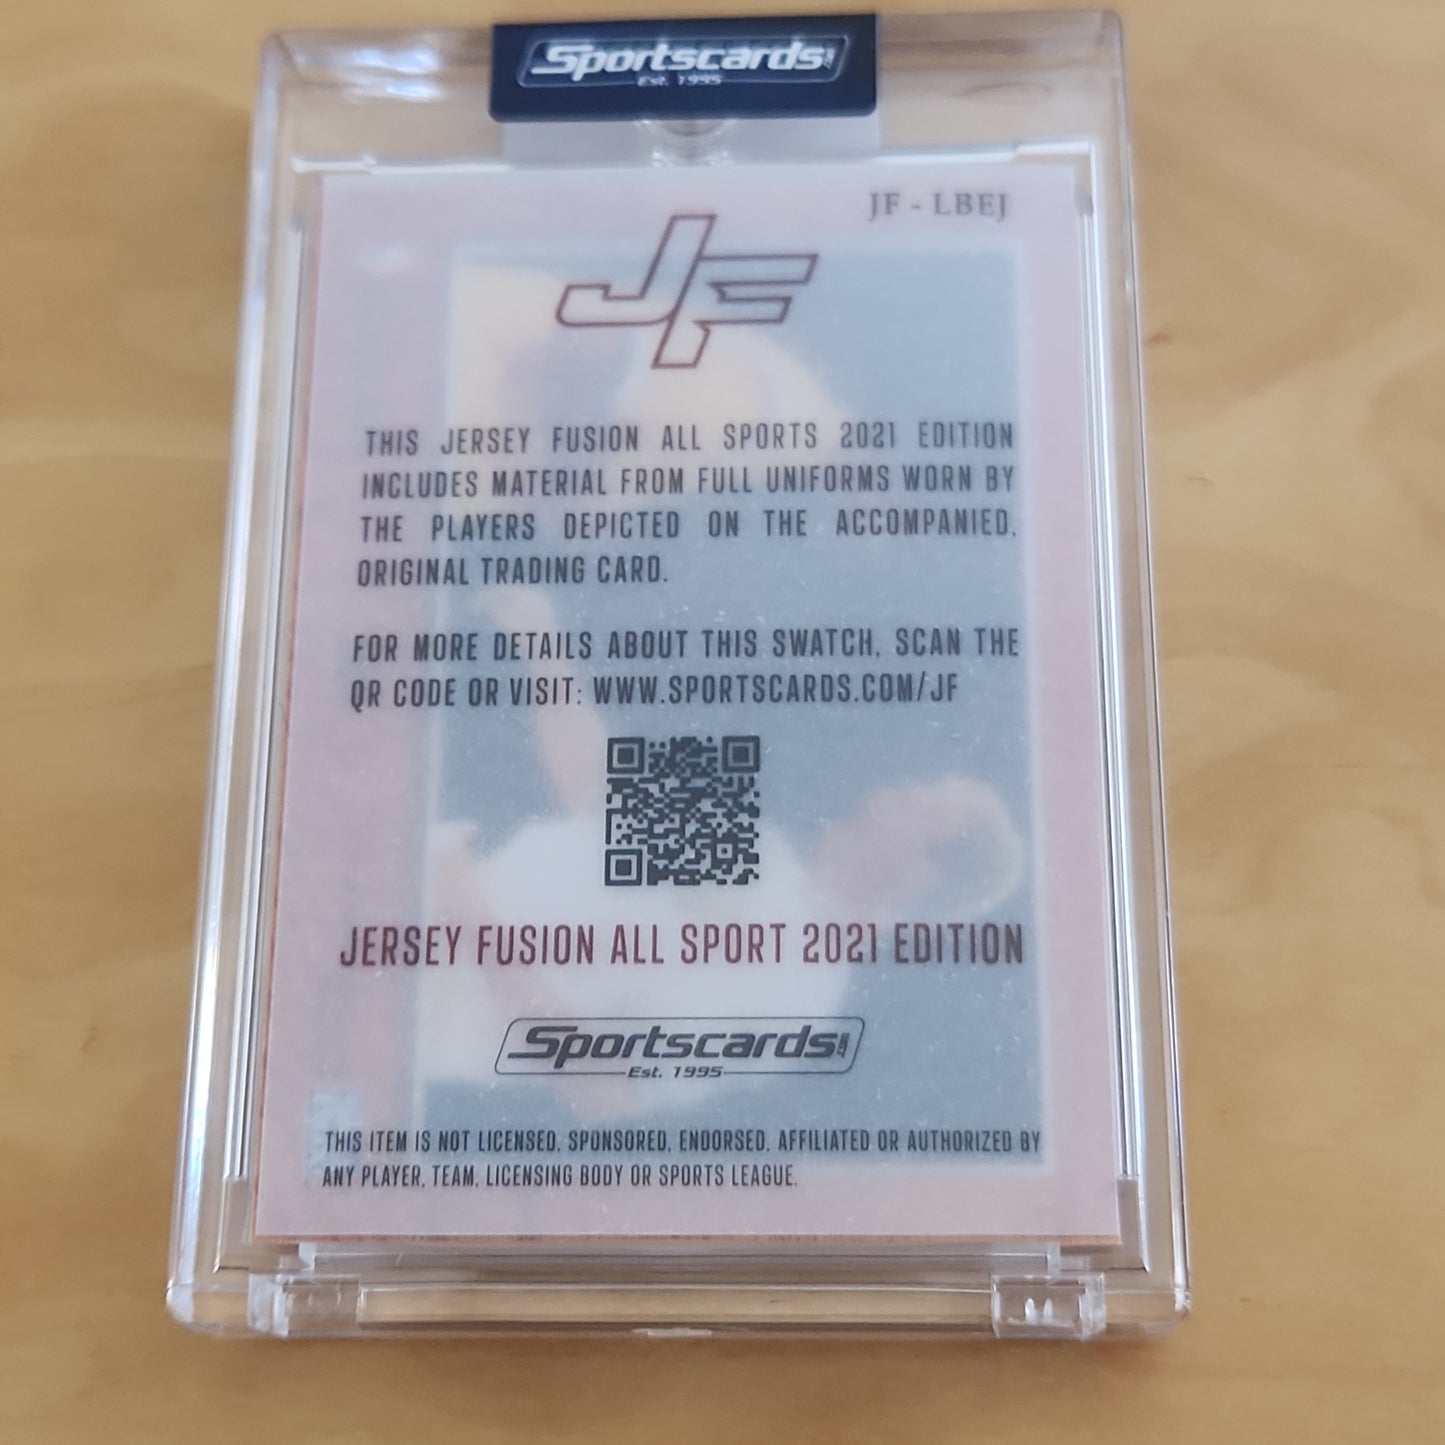 Sportscards.com
Est. 1995
JF - LBEJ
JF
THIS JERSEY FUSION ALL SPORTS 2021 EDITION
INCLUDES MATERIAL FROM FULL UNIFORMS WORN BY
THE PLAYERS DEPICTED ON THE ACCOMPANIED,
ORIGINAL TRADING CARD.
FOR MORE DETAILS ABOUT THIS SWATCH, SCAN THE
QR CODE OR VISIT: WWW.SPORTSCARDS.COM/JF
JERSEY FUSION ALL SPORT 2021 EDITION
Sportscards.com
Est. 1995
THIS ITEM IS NOT LICENSED, SPONSORED, ENDORSED, AFFILIATED OR AUTHORIZED BY
ANY PLAYER, TEAM, LICENSING BODY OR SPORTS LEAGUE.